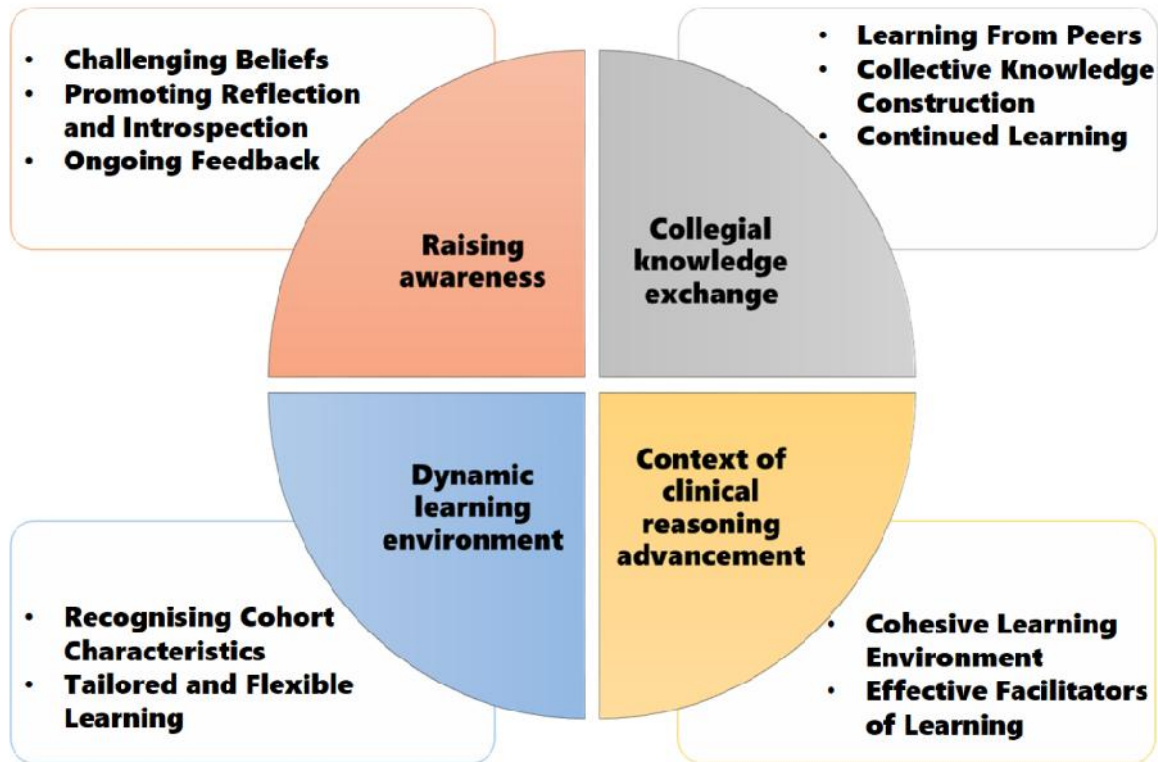 • Challenging Beliefs
• Promoting Reflection
and Introspection
• Ongoing Feedback
• Learning From Peers
• Collective Knowledge
Construction
• Continued Learning
Raising
awareness
Collegial
knowledge
exchange
Dynamic
learning
environment
Context of
clinical
reasoning
advancement
• Recognising Cohort
Characteristics
• Tailored and Flexible
Learning
• Cohesive Learning
Environment
• Effective Facilitators
of Learning